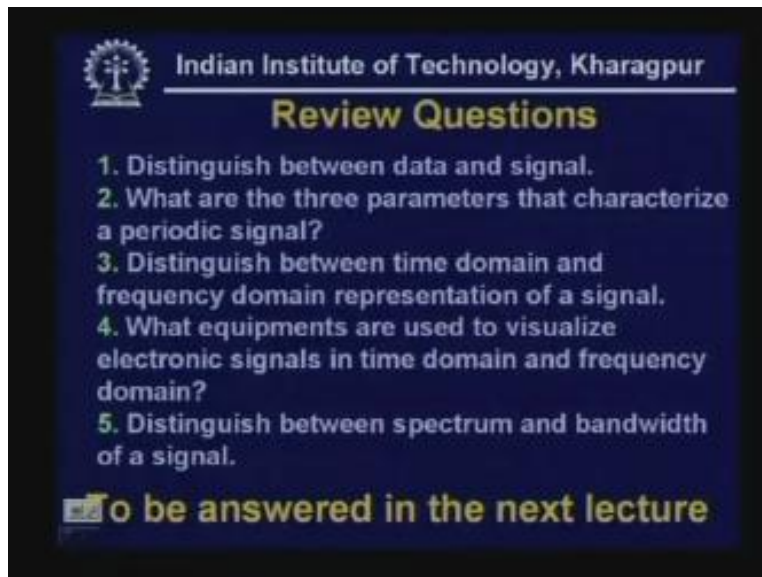 Indian Institute of Technology, Kharagpur
Review Questions
1. Distinguish between data and signal.
2. What are the three parameters that characterize
a periodic signal?
3. Distinguish between time domain and
frequency domain representation of a signal.
4. What equipments are used to visualize
electronic signals in time domain and frequency
domain?
5. Distinguish between spectrum and bandwidth
of a signal.
To be answered in the next lecture